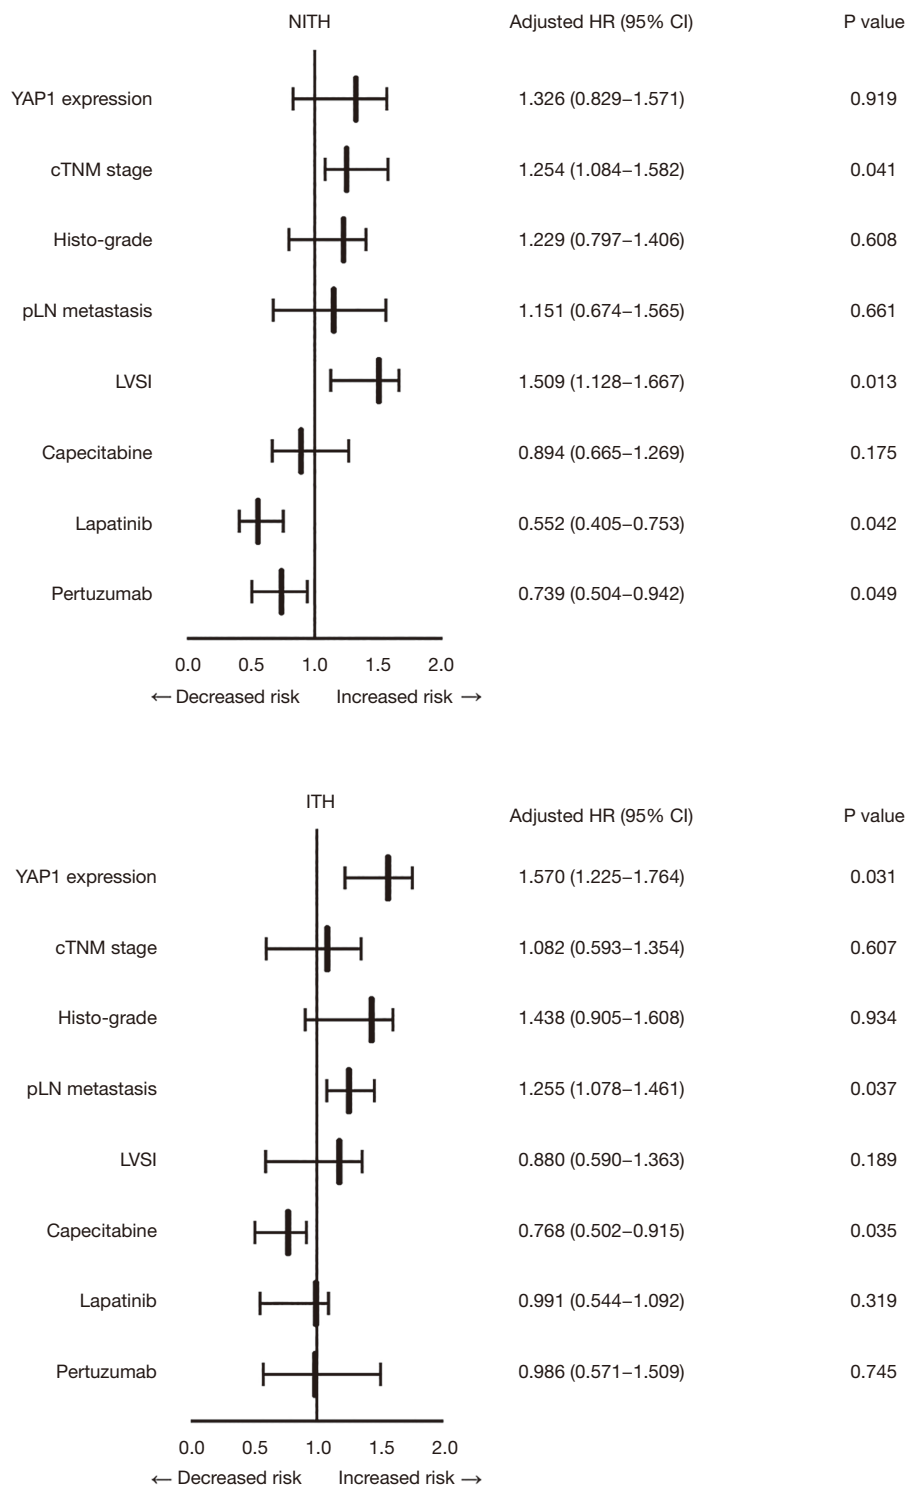 NITH Adjusted HR (95% CI) P value
YAP1 expression 1.326 (0.829–1.571) 0.919
cTNM stage 1.254 (1.084–1.582) 0.041
Histo-grade 1.229 (0.797–1.406) 0.608
pLN metastasis 1.151 (0.674–1.565) 0.661
LVSI 1.509 (1.128–1.667) 0.013
Capecitabine 0.894 (0.665–1.269) 0.175
Lapatinib 0.552 (0.405–0.753) 0.042
Pertuzumab 0.739 (0.504–0.942) 0.049
0.0 0.5 1.0 1.5 2.0
← Decreased risk Increased risk →
ITH
Adjusted HR (95% CI) P value
YAP1 expression 1.570 (1.225–1.764) 0.031
cTNM stage 1.082 (0.593–1.354) 0.607
Histo-grade 1.438 (0.905–1.608) 0.934
pLN metastasis 1.255 (1.078–1.461) 0.037
LVSI 0.880 (0.590–1.363) 0.189
Capecitabine 0.768 (0.502–0.915) 0.035
Lapatinib 0.991 (0.544–1.092) 0.319
Pertuzumab 0.986 (0.571–1.509) 0.745
0.0 0.5 1.0 1.5 2.0
← Decreased risk Increased risk →